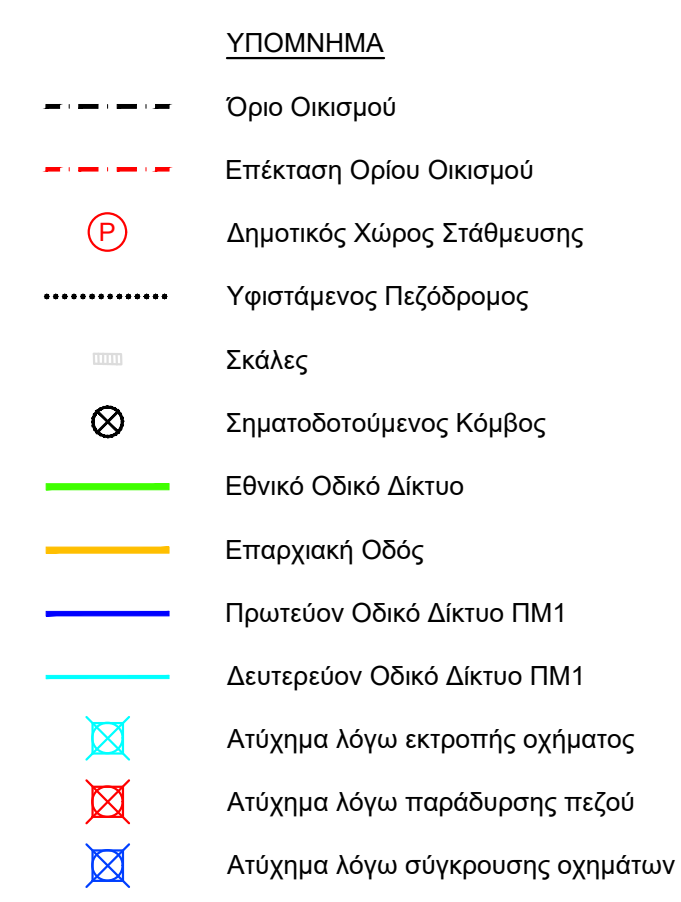 ΥΠΟΜΝΗΜΑ
Όριο Οικισμού
Επέκταση Ορίου Οικισμού
P Δημοτικός Χώρος Στάθμευσης
Υφιστάμενος Πεζόδρομος
Σκάλες
Σηματοδοτούμενος Κόμβος
Εθνικό Οδικό Δίκτυο
Επαρχιακή Οδός
Πρωτεύον Οδικό Δίκτυο ΠΜ1
Δευτερεύον Οδικό Δίκτυο ΠΜ1
Ατύχημα λόγω εκτροπής οχήματος
Ατύχημα λόγω παράδυρσης πεζού
Ατύχημα λόγω σύγκρουσης οχημάτων